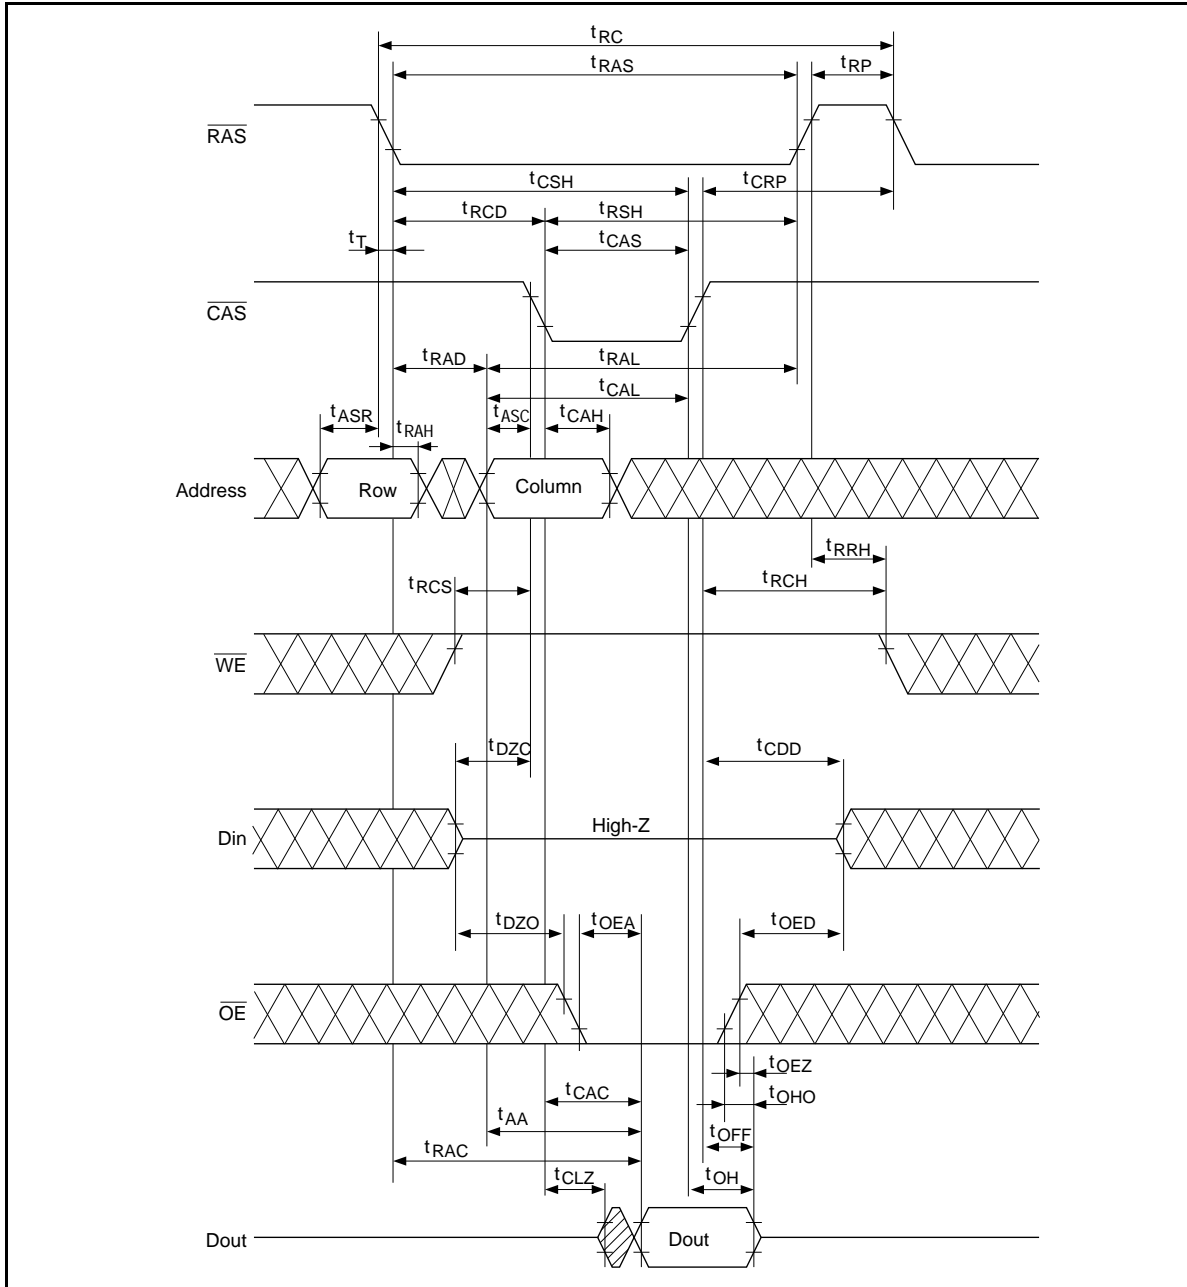 tRC
tRAS
tRP
RAS
tCSH
tCRP
tRCD
tRSH
tT
tCAS
CAS
tRAD
tRAL
tCAL
tASR
tRAH
tASC
tCAH
Address
Row
Column
tRRH
tRCS
tRCH
WE
tDZC
tCDD
Din
High-Z
tDZO
tOEA
tOED
OE
tOEZ
tCAC
tOHO
tAA
tOFF
tRAC
tCLZ
tOH
Dout
Dout